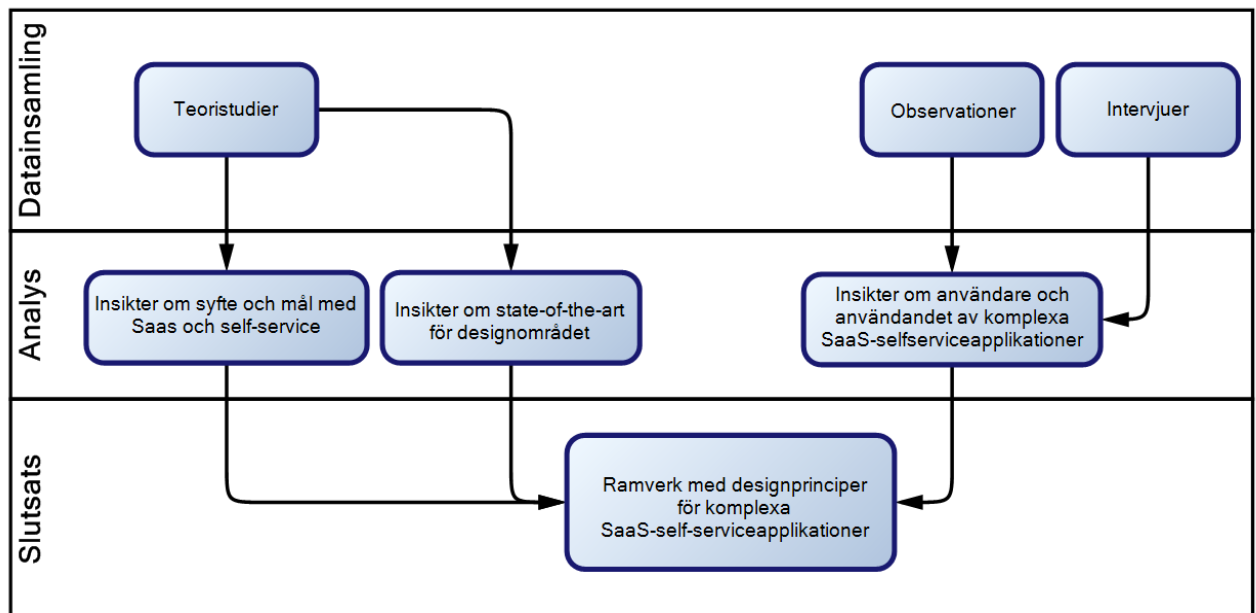 Datainsamling
Teoristudier
Observationer
Intervjuer
Analys
Insikter om syfte och mål med
Saas och self-service
Insikter om state-of-the-art
för designområdet
Insikter om användare och
användandet av komplexa
SaaS-selfserviceapplikationer
Slutsats
Ramverk med designprinciper
för komplexa
SaaS-self-serviceapplikationer